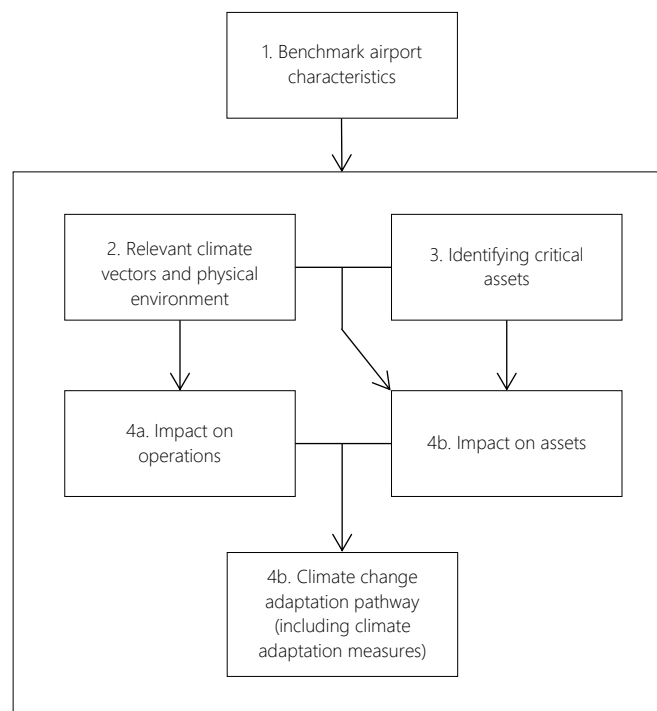 1. Benchmark airport
characteristics
2. Relevant climate
vectors and physical
environment
3. Identifying critical
assets
4a. Impact on
operations
4b. Impact on assets
4b. Climate change
adaptation pathway
(including climate
adaptation measures)